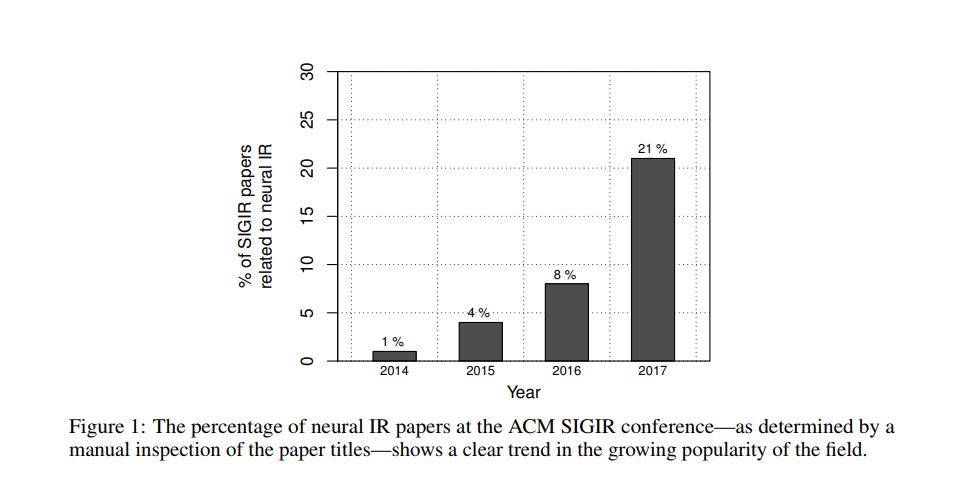 30
25
20
15
10
5
0
% of SIGIR papers
related to neural IR
1 %
4 %
8 %
21 %
2014 2015 2016 2017
Year
Figure 1: The percentage of neural IR papers at the ACM SIGIR conference—as determined by a
manual inspection of the paper titles—shows a clear trend in the growing popularity of the field.